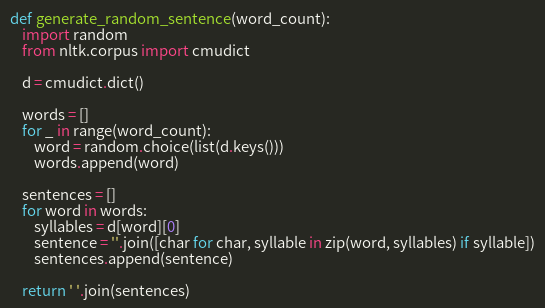 def generate_random_sentence(word_count):
    import random
    from nltk.corpus import cmudict

    d = cmudict.dict()

    words = []
    for _ in range(word_count):
        word = random.choice(list(d.keys()))
        words.append(word)

    sentences = []
    for word in words:
        syllables = d[word][0]
        sentence = ''.join([char for char, syllable in zip(word, syllables) if syllable])
        sentences.append(sentence)

    return ' '.join(sentences)